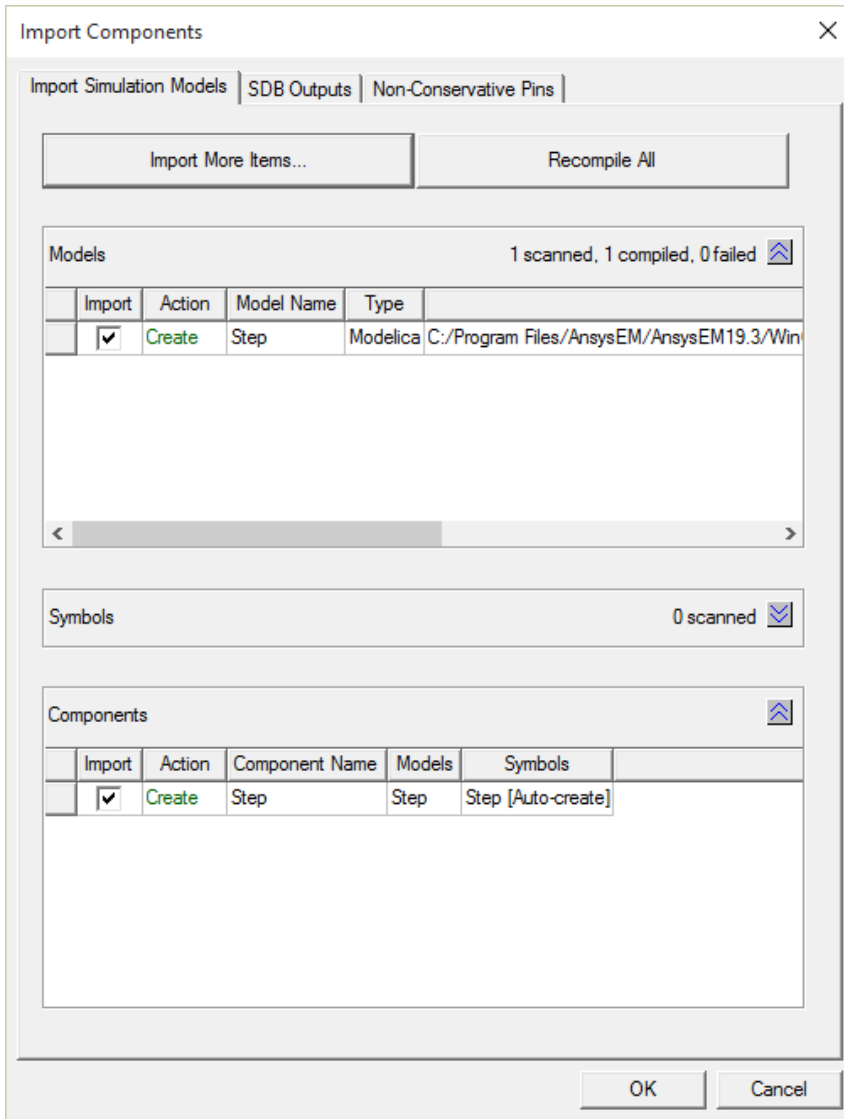 Import Components
Import Simulation Models SDB Outputs Non-Conservative Pins
Import More Items... Recompile All
Models 1 scanned, 1 compiled, 0 failed
Import Action Model Name Type
Create Step Modelica C:/Program Files/AnsysEM/AnsysEM19.3/Win
Symbols 0 scanned
Components
Import Action Component Name Models Symbols
Create Step Step Step [Auto-create]
OK Cancel